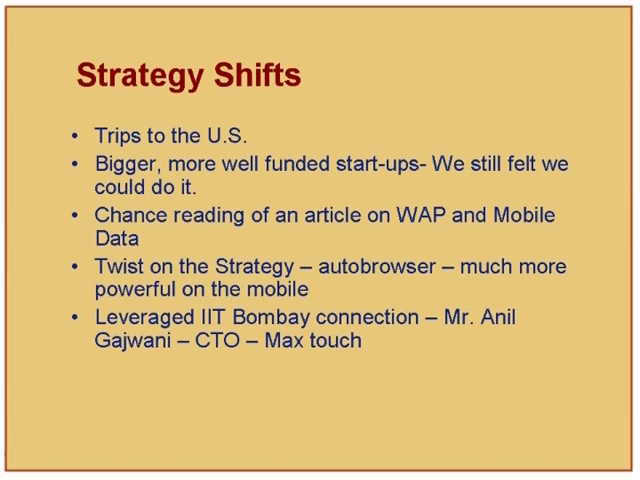 Strategy Shifts
• Trips to the U.S.
• Bigger, more well funded start-ups- We still felt we
could do it.
• Chance reading of an article on WAP and Mobile
Data
• Twist on the Strategy – autobrowser – much more
powerful on the mobile
• Leveraged IIT Bombay connection – Mr. Anil
Gajwani – CTO – Max touch